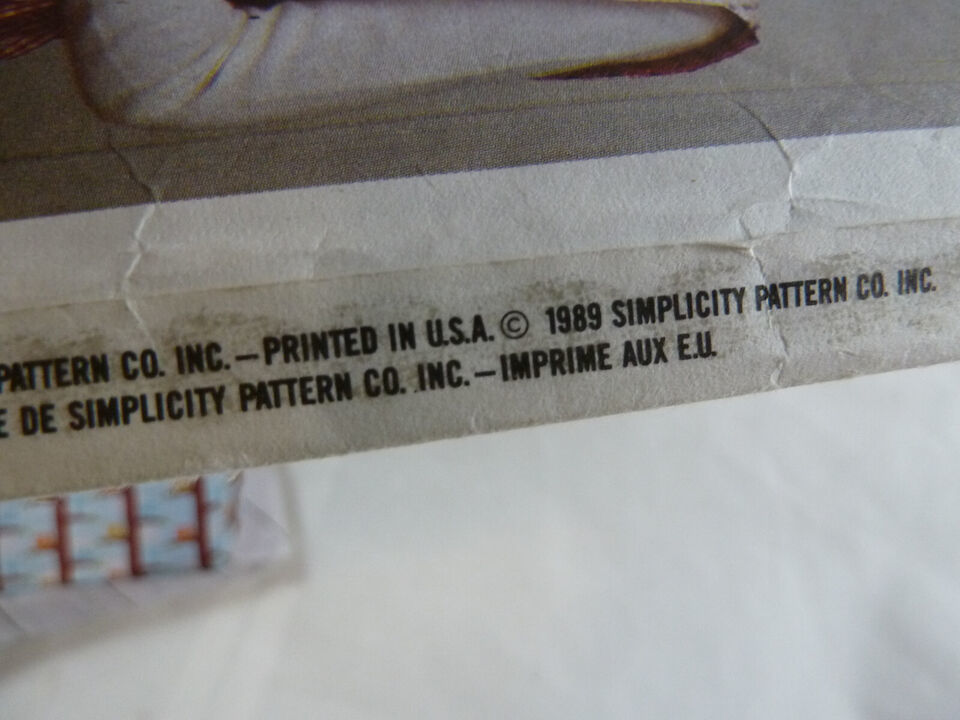 PATTERN CO. INC.—PRINTED IN U.S.A. © 1989 SIMPLICITY PATTERN CO. INC.
DE SIMPLICITY PATTERN CO. INC.—IMPRIME AUX E.U.